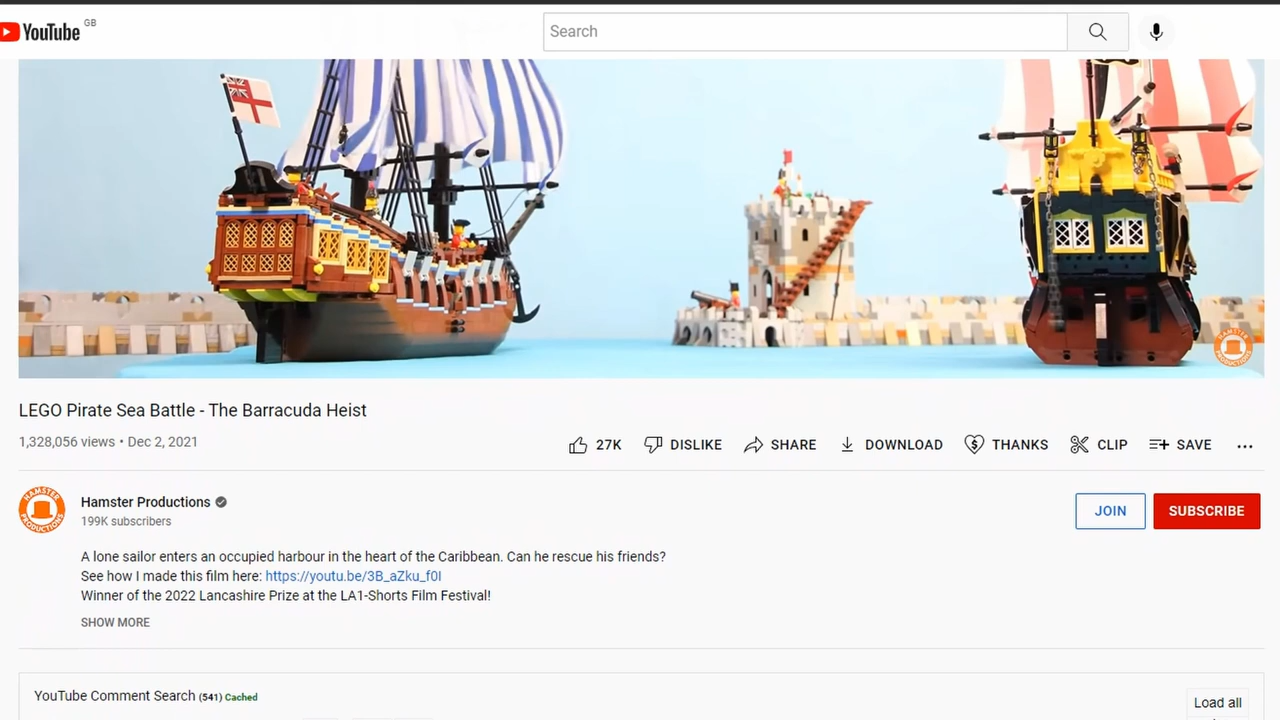 YouTube GB
Search
HAMSTER PRODUCTIONS
LEGO Pirate Sea Battle - The Barracuda Heist
1,328,056 views • Dec 2, 2021
27K DISLIKE SHARE DOWNLOAD THANKS CLIP SAVE ...
HAMSTER PRODUCTIONS
Hamster Productions
199K subscribers
JOIN SUBSCRIBE
A lone sailor enters an occupied harbour in the heart of the Caribbean. Can he rescue his friends?
See how I made this film here: https://youtu.be/3B_aZku_f0I
Winner of the 2022 Lancashire Prize at the LA1-Shorts Film Festival!
SHOW MORE
YouTube Comment Search (541) Cached
Load all